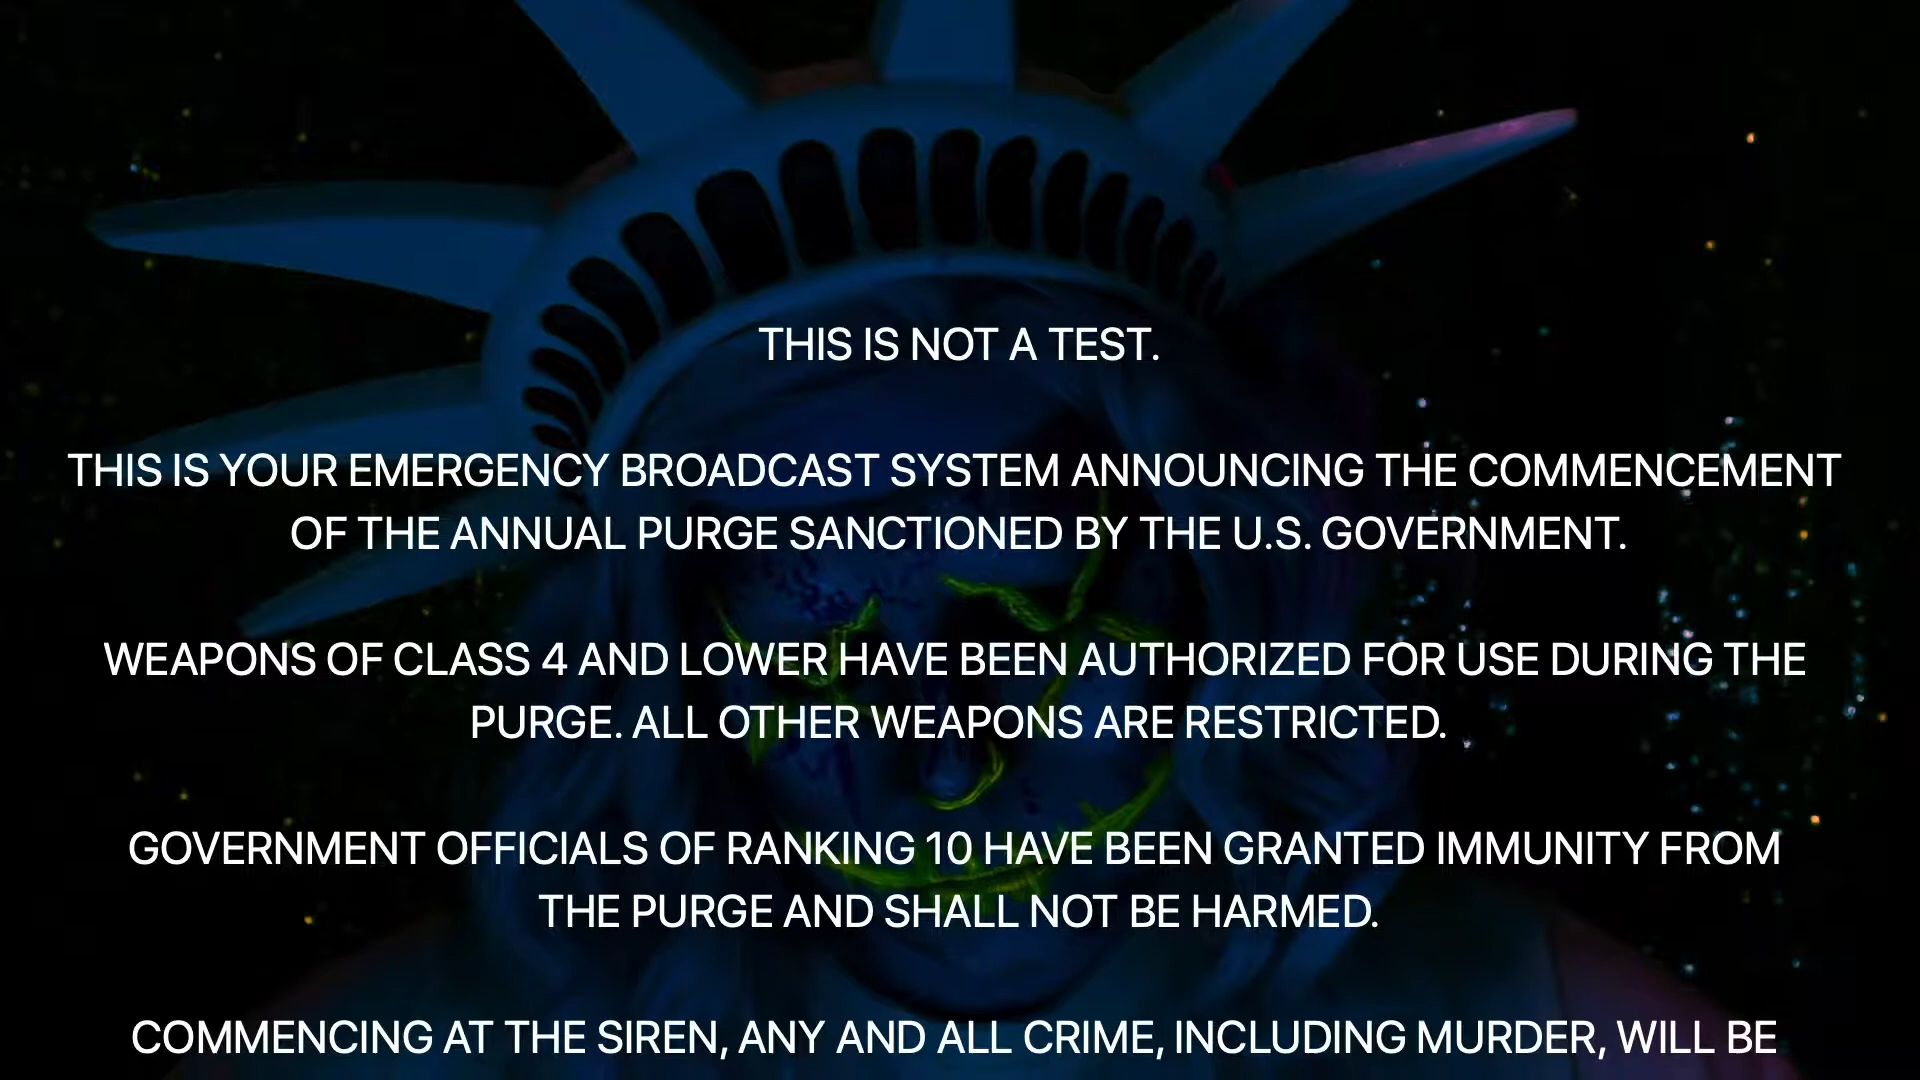 THIS IS NOT A TEST.
THIS IS YOUR EMERGENCY BROADCAST SYSTEM ANNOUNCING THE COMMENCEMENT
OF THE ANNUAL PURGE SANCTIONED BY THE U.S. GOVERNMENT.
WEAPONS OF CLASS 4 AND LOWER HAVE BEEN AUTHORIZED FOR USE DURING THE
PURGE. ALL OTHER WEAPONS ARE RESTRICTED.
GOVERNMENT OFFICIALS OF RANKING 10 HAVE BEEN GRANTED IMMUNITY FROM
THE PURGE AND SHALL NOT BE HARMED.
COMMENCING AT THE SIREN, ANY AND ALL CRIME, INCLUDING MURDER, WILL BE